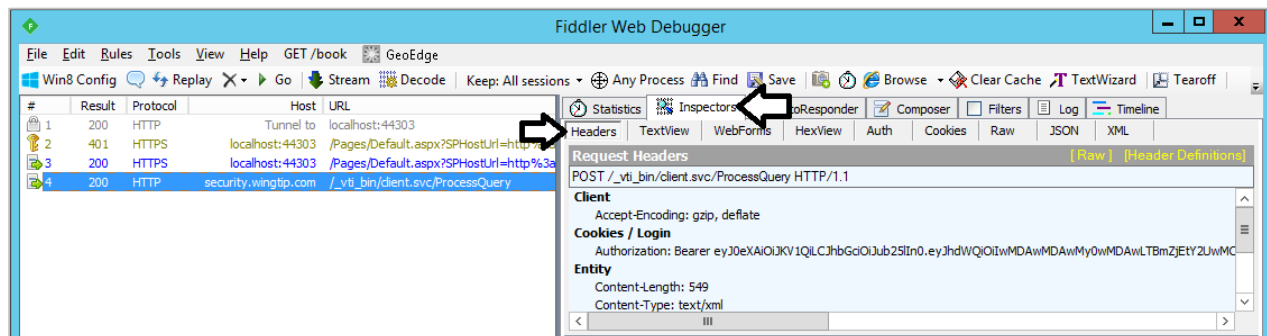 Fiddler Web Debugger
File Edit Rules Tools View Help GET /book GeoEdge
Win8 Config Replay Go Stream Decode Keep: All sessions Any Process Find Save Browse Clear Cache TextWizard Tearoff
# Result Protocol Host URL
1 200 HTTP Tunnel to localhost:44303
2 401 HTTPS localhost:44303 /Pages/Default.aspx?SPHostUrl=http
3 200 HTTPS localhost:44303 /Pages/Default.aspx?SPHostUrl=http%3a
4 200 HTTP security.wingtip.com /_vti_bin/client.svc/ProcessQuery
Statistics Inspectors toResponder Composer Filters Log Timeline
Headers TextView WebForms HexView Auth Cookies Raw JSON XML
Request Headers [ Raw ] [Header Definitions]
POST /_vti_bin/client.svc/ProcessQuery HTTP/1.1
Client
Accept-Encoding: gzip, deflate
Cookies / Login
Authorization: Bearer eyJ0eXAiOiJKV1QiLCJhbGciOiJub25lIn0.eyJhdWQiOiIwMDAwMDAwMy0wMDAwLTBmZjEtY2UwMC
Entity
Content-Length: 549
Content-Type: text/xml